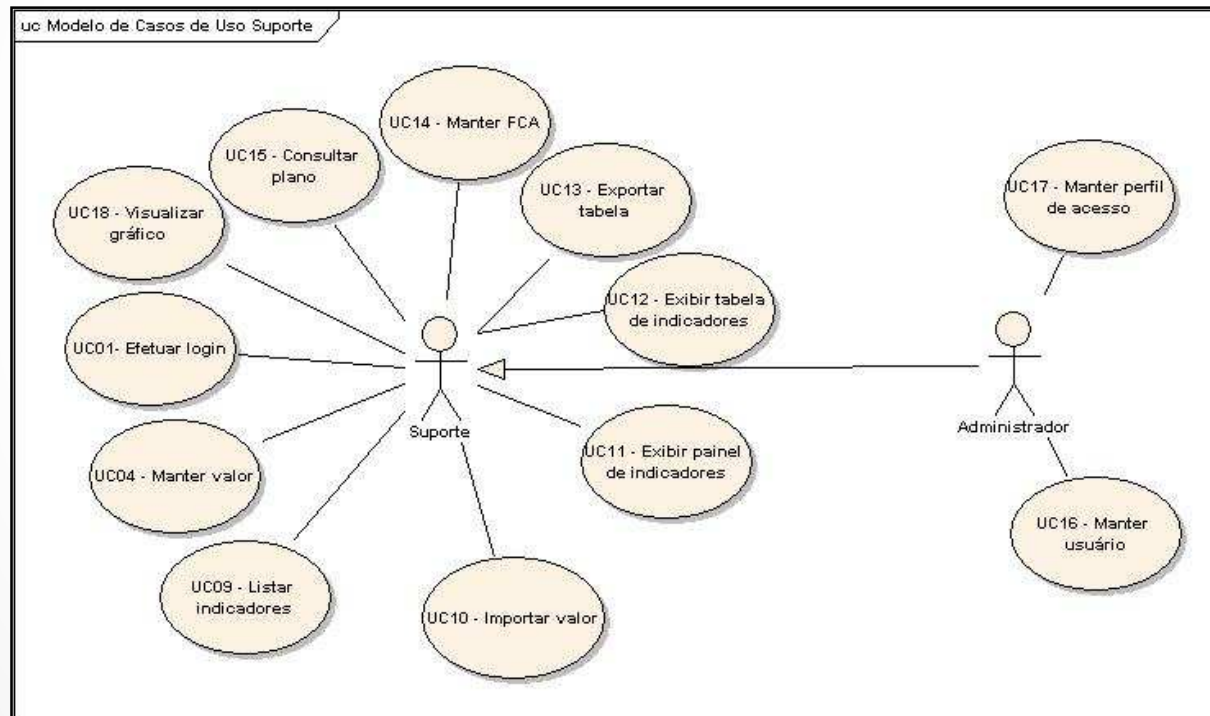 uc Modelo de Casos de Uso Suporte
UC14 - Manter FCA
UC15 - Consultar
plano
UC13 - Exportar
tabela
UC17 - Manter perfil
de acesso
UC18 - Visualizar
gráfico
UC12 - Exibir tabela
de indicadores
UC01- Efetuar login
Suporte
Administrador
UC11 - Exibir painel
de indicadores
UC04 - Manter valor
UC16 - Manter
usuário
UC09 - Listar
indicadores
UC10 - Importar valor